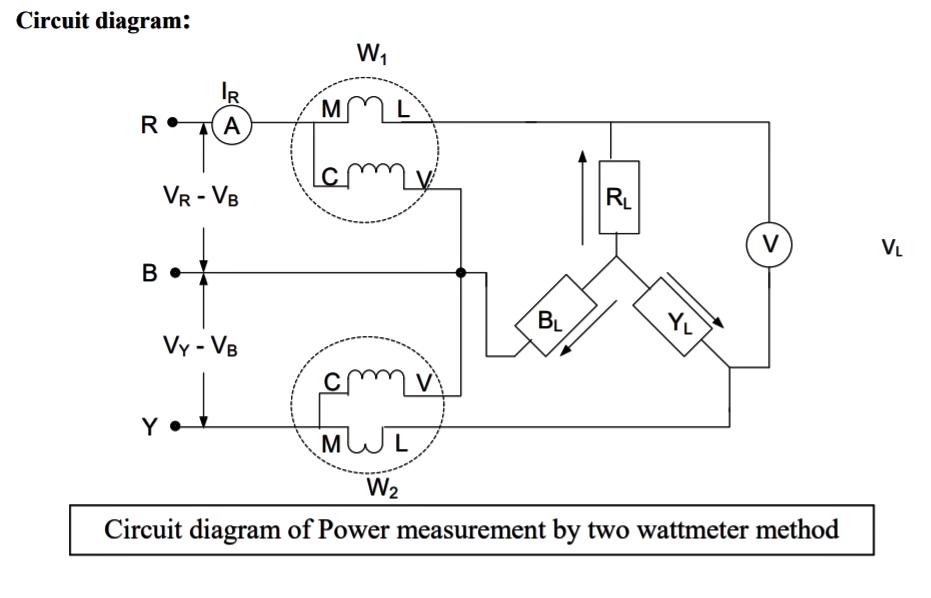 Circuit diagram:
W₁
I_R
R A M L
C V
V_R - V_B
R_L
V V_L
B
B_L Y_L
V_Y - V_B
C V
Y M L
W₂
Circuit diagram of Power measurement by two wattmeter method